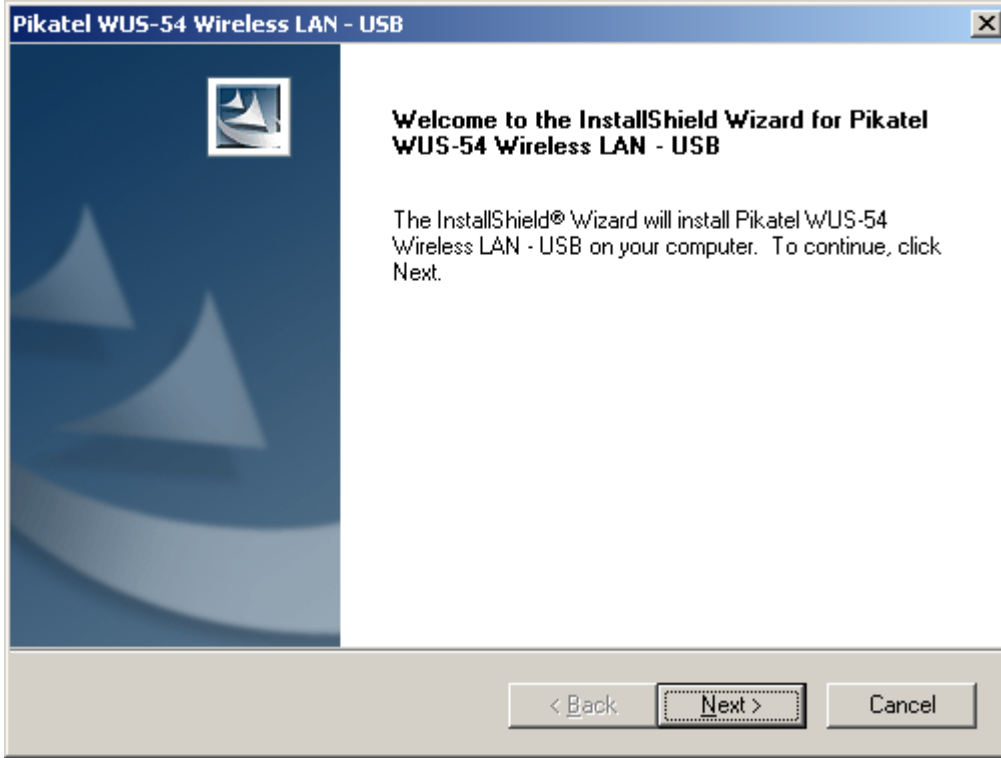 Pikatel WUS-54 Wireless LAN - USB
Welcome to the InstallShield Wizard for Pikatel
WUS-54 Wireless LAN - USB
The InstallShield® Wizard will install Pikatel WUS-54
Wireless LAN - USB on your computer.  To continue, click
Next.
< Back
Next >
Cancel